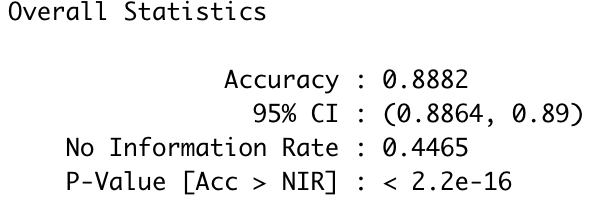 Overall Statistics
Accuracy : 0.8882
95% CI : (0.8864, 0.89)
No Information Rate : 0.4465
P-Value [Acc > NIR] : < 2.2e-16